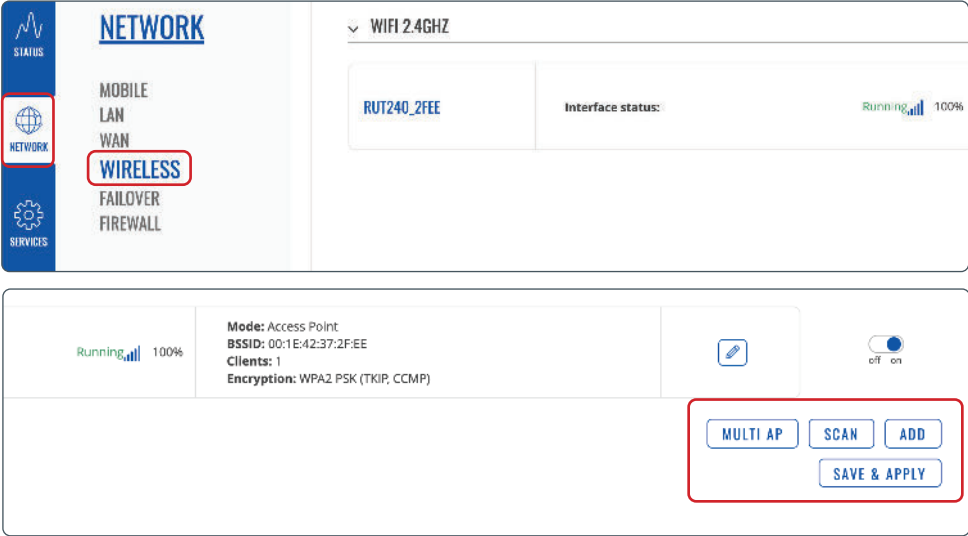 STATUS
NETWORK
SERVICES
NETWORK
MOBILE
LAN
WAN
WIRELESS
FAILOVER
FIREWALL
WIFI 2.4GHZ
RUT240_2FEE
Interface status:
Running 100%
Running 100%
Mode: Access Point
BSSID: 00:1E:42:37:2F:EE
Clients: 1
Encryption: WPA2 PSK (TKIP, CCMP)
off on
MULTI AP SCAN ADD
SAVE & APPLY